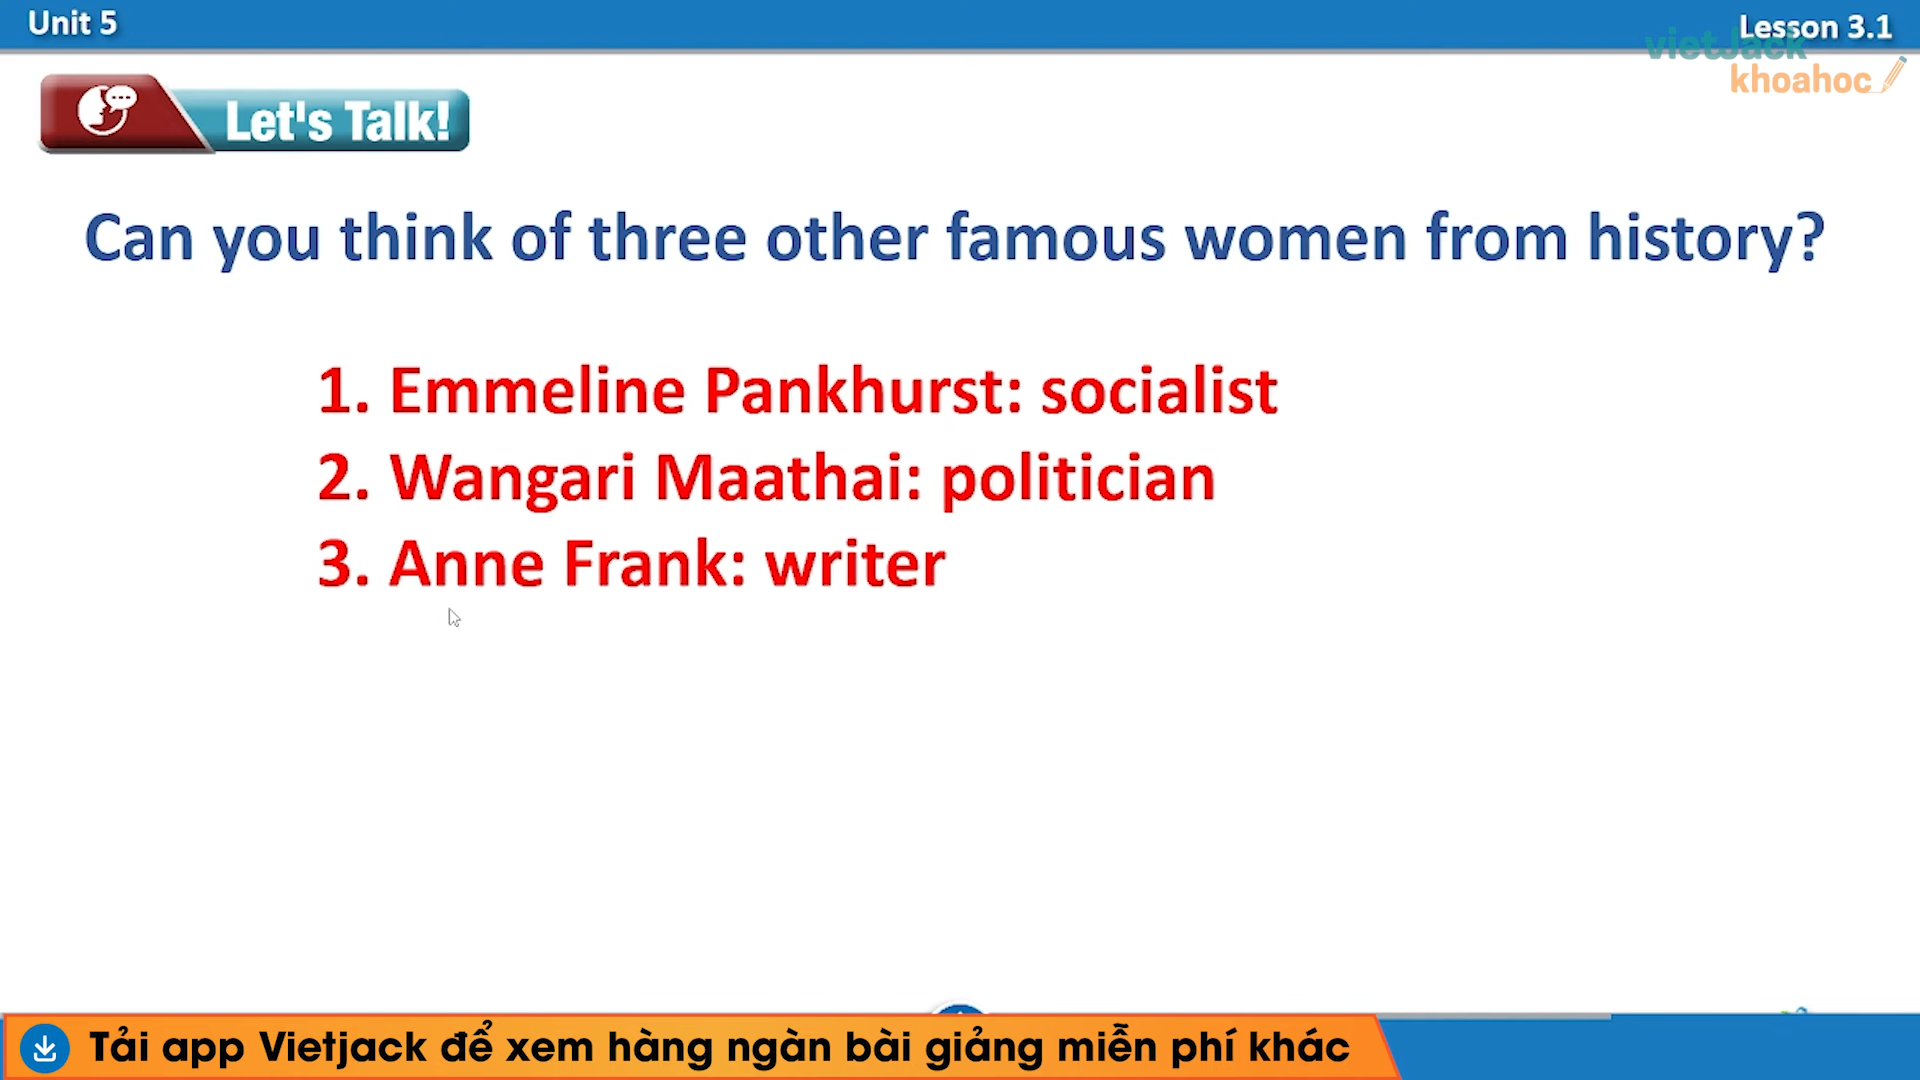 Unit 5
Lesson 3.1
vietJack
khoahoc
Let's Talk!
Can you think of three other famous women from history?
1. Emmeline Pankhurst: socialist
2. Wangari Maathai: politician
3. Anne Frank: writer
Tải app Vietjack để xem hàng ngàn bài giảng miễn phí khác